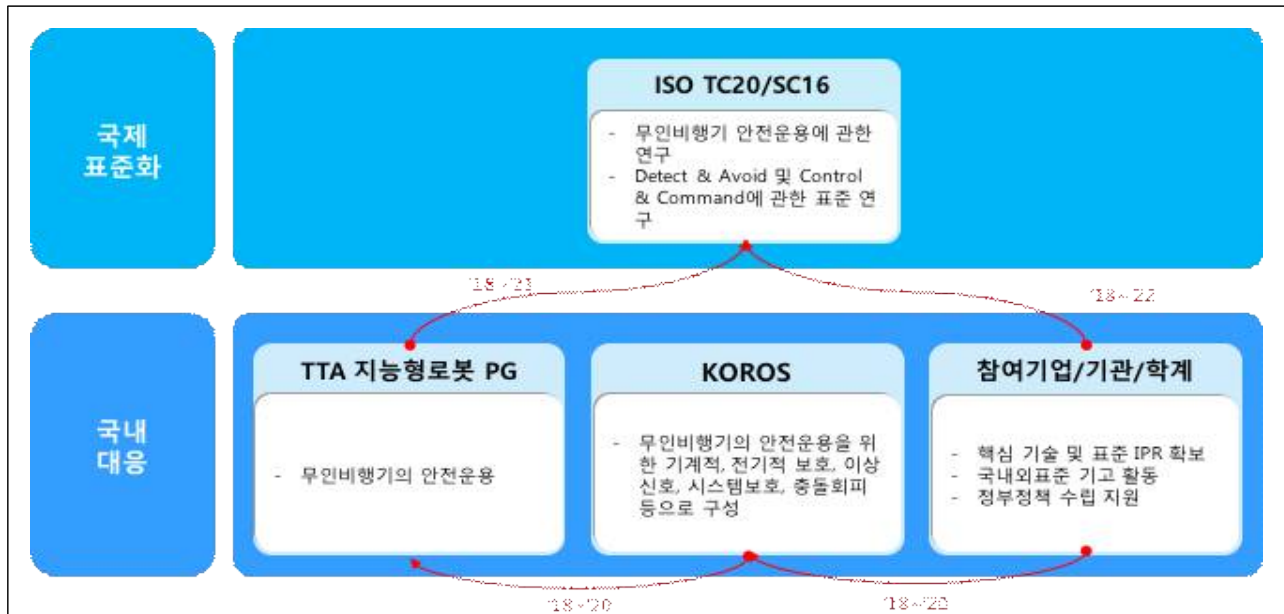 국제
표준화
ISO TC20/SC16
- 무인비행기 안전운용에 관한
연구
- Detect & Avoid 및 Control
& Command에 관한 표준 연
구
'18~'21
'18~'22
국내
대응
TTA 지능형로봇 PG
- 무인비행기의 안전운용
KOROS
- 무인비행기의 안전운용을 위
한 기계적, 전기적 보호, 이상
신호, 시스템보호, 충돌회피
등으로 구성
참여기업/기관/학계
- 핵심 기술 및 표준 IPR 확보
- 국내외표준 기고 활동
- 정부정책 수립 지원
'18~'20
'18~'20